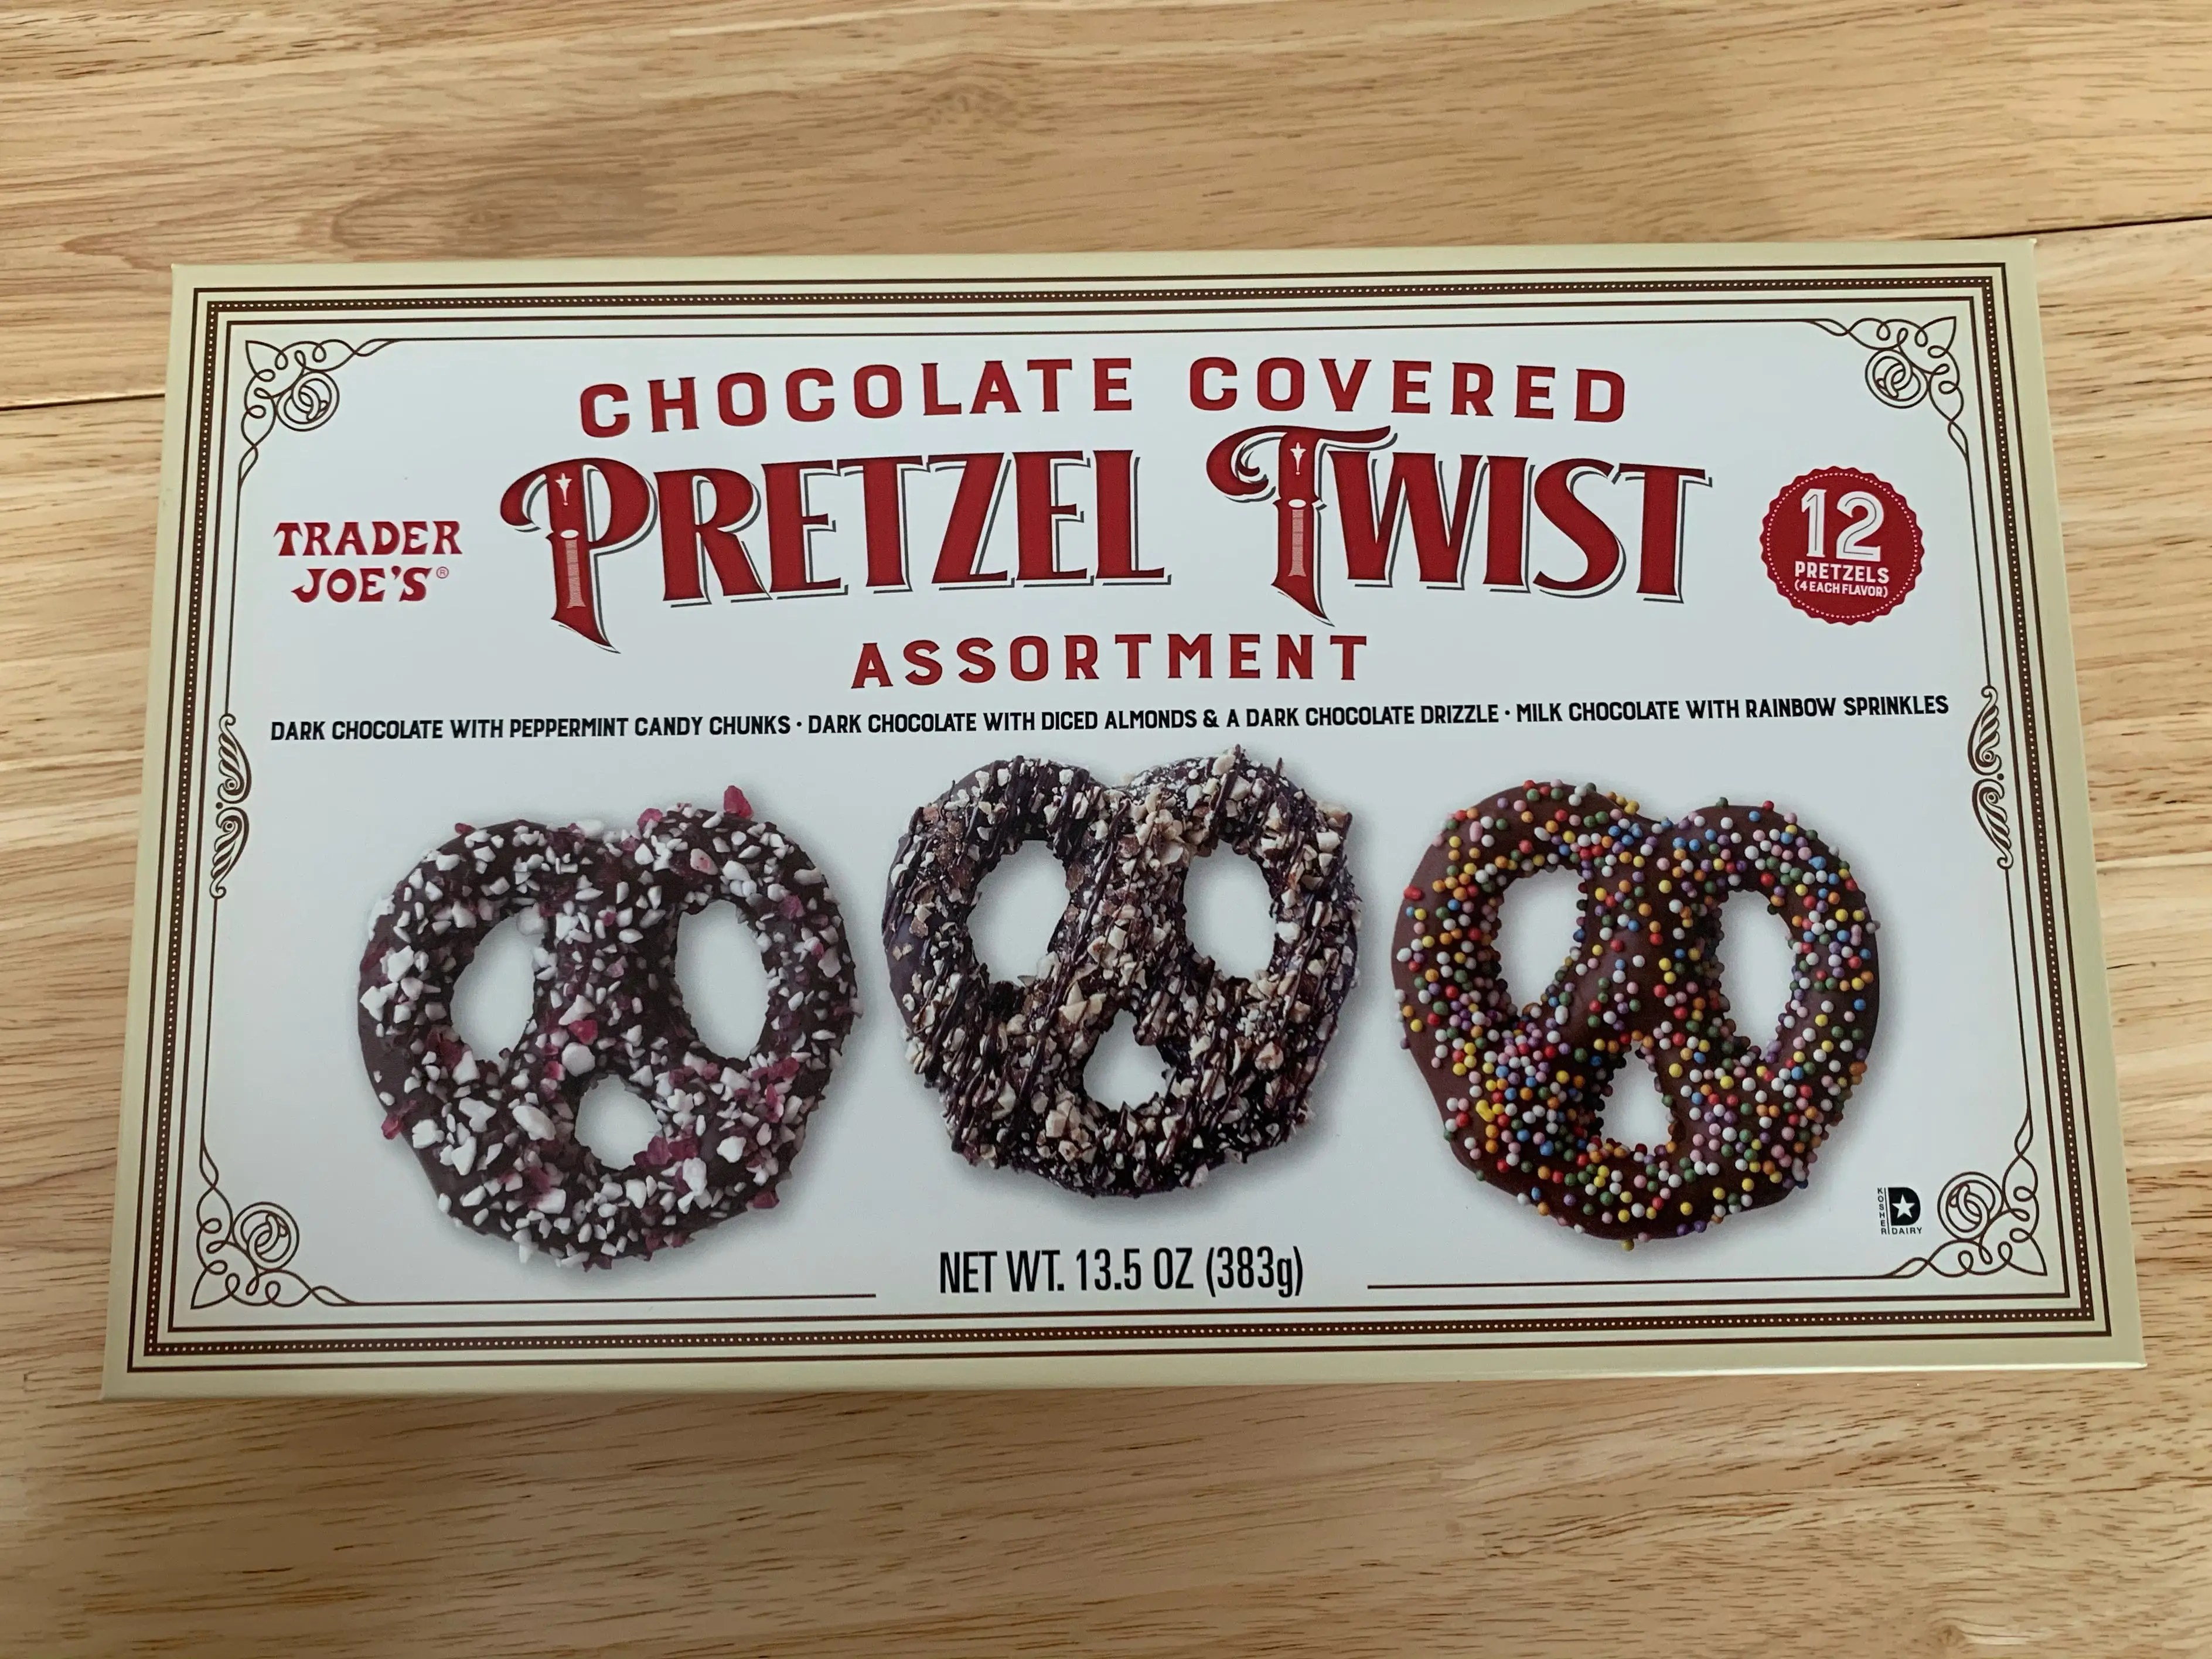 CHOCOLATE COVERED
PRETZEL TWIST
ASSORTMENT
TRADER
JOE'S®
12
PRETZELS
(4 EACH FLAVOR)
DARK CHOCOLATE WITH PEPPERMINT CANDY CHUNKS • DARK CHOCOLATE WITH DICED ALMONDS & A DARK CHOCOLATE DRIZZLE • MILK CHOCOLATE WITH RAINBOW SPRINKLES
KOSHER
D
DAIRY
NET WT. 13.5 OZ (383g)